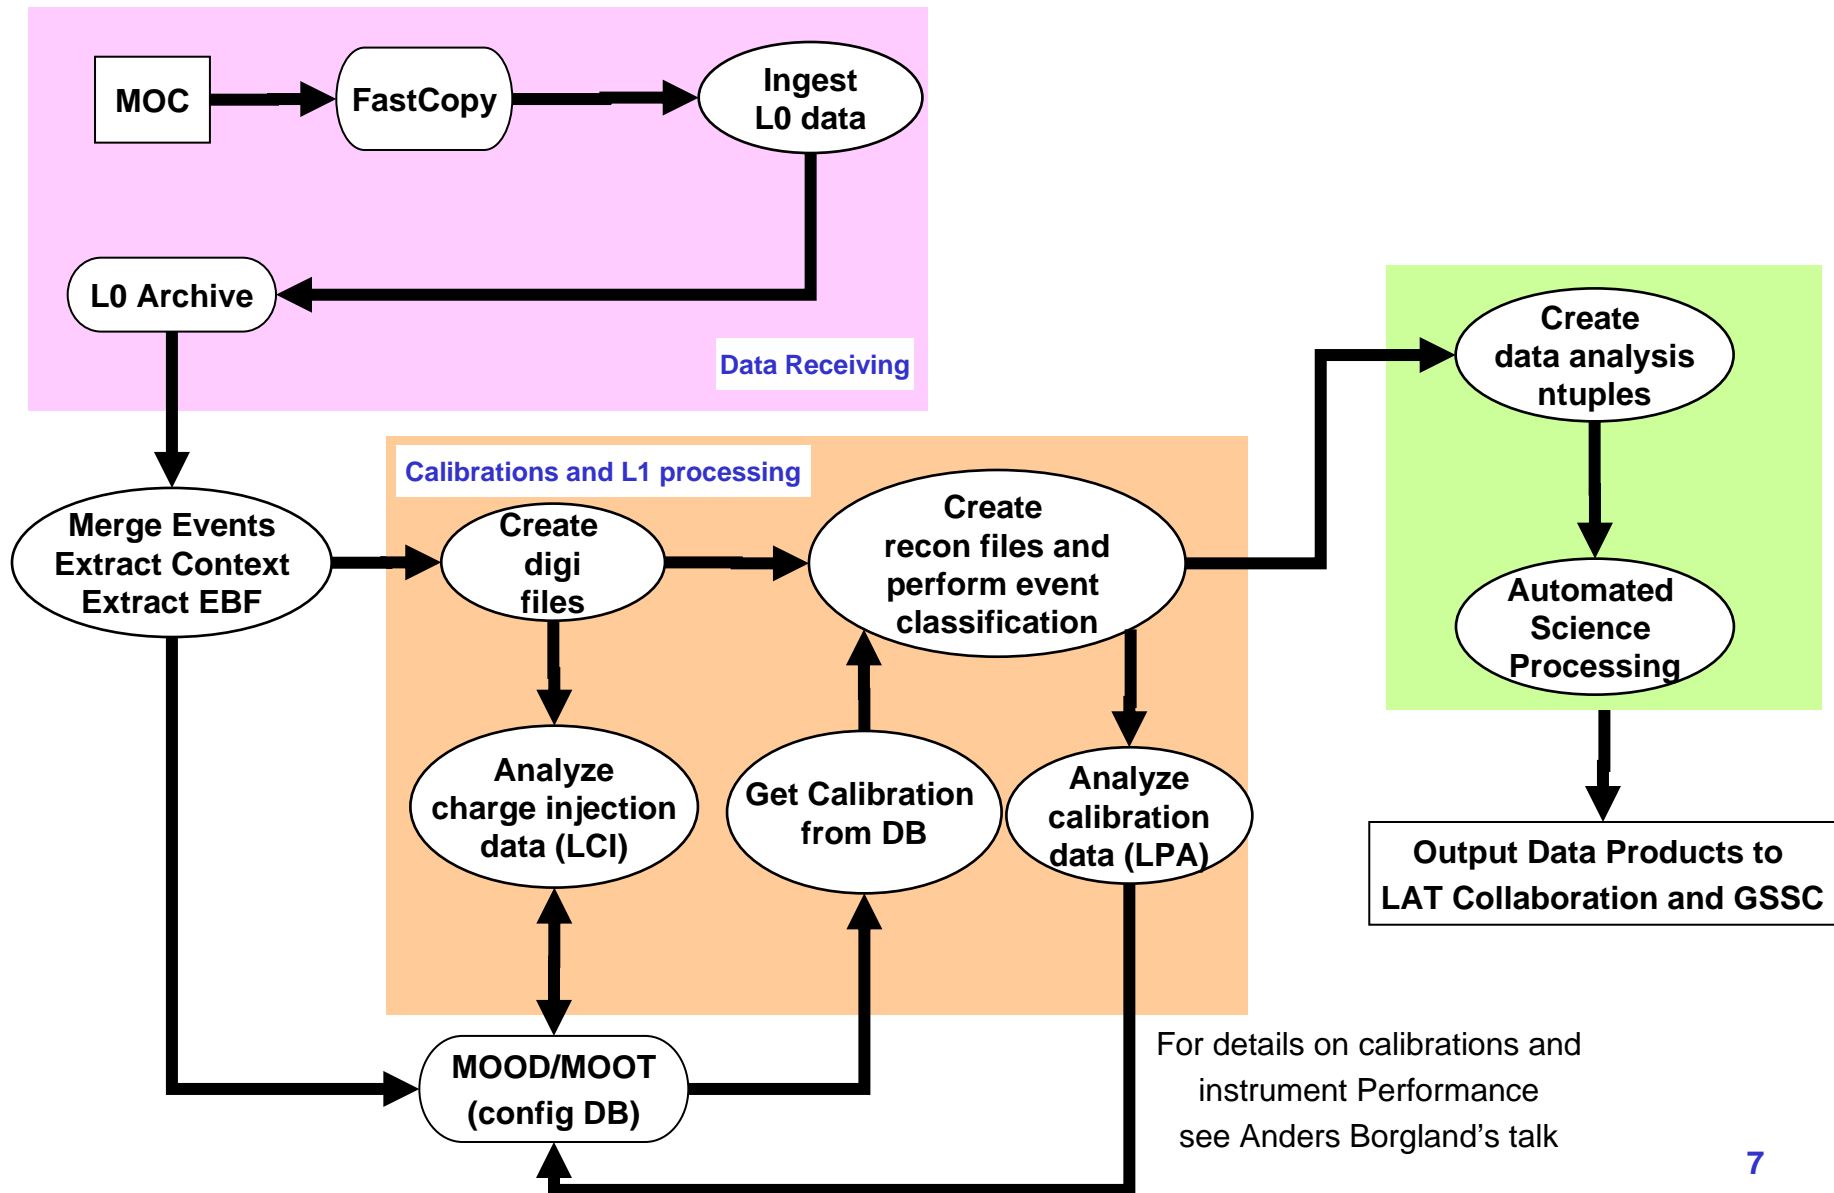 MOC
FastCopy
Ingest
L0 data
L0 Archive
Data Receiving
Merge Events
Extract Context
Extract EBF
Calibrations and L1 processing
Create
digi
files
Create
recon files and
perform event
classification
Analyze
charge injection
data (LCI)
Get Calibration
from DB
Analyze
calibration
data (LPA)
MOOD/MOOT
(config DB)
Create
data analysis
ntuples
Automated
Science
Processing
Output Data Products to
LAT Collaboration and GSSC
For details on calibrations and
instrument Performance
see Anders Borgland’s talk
7